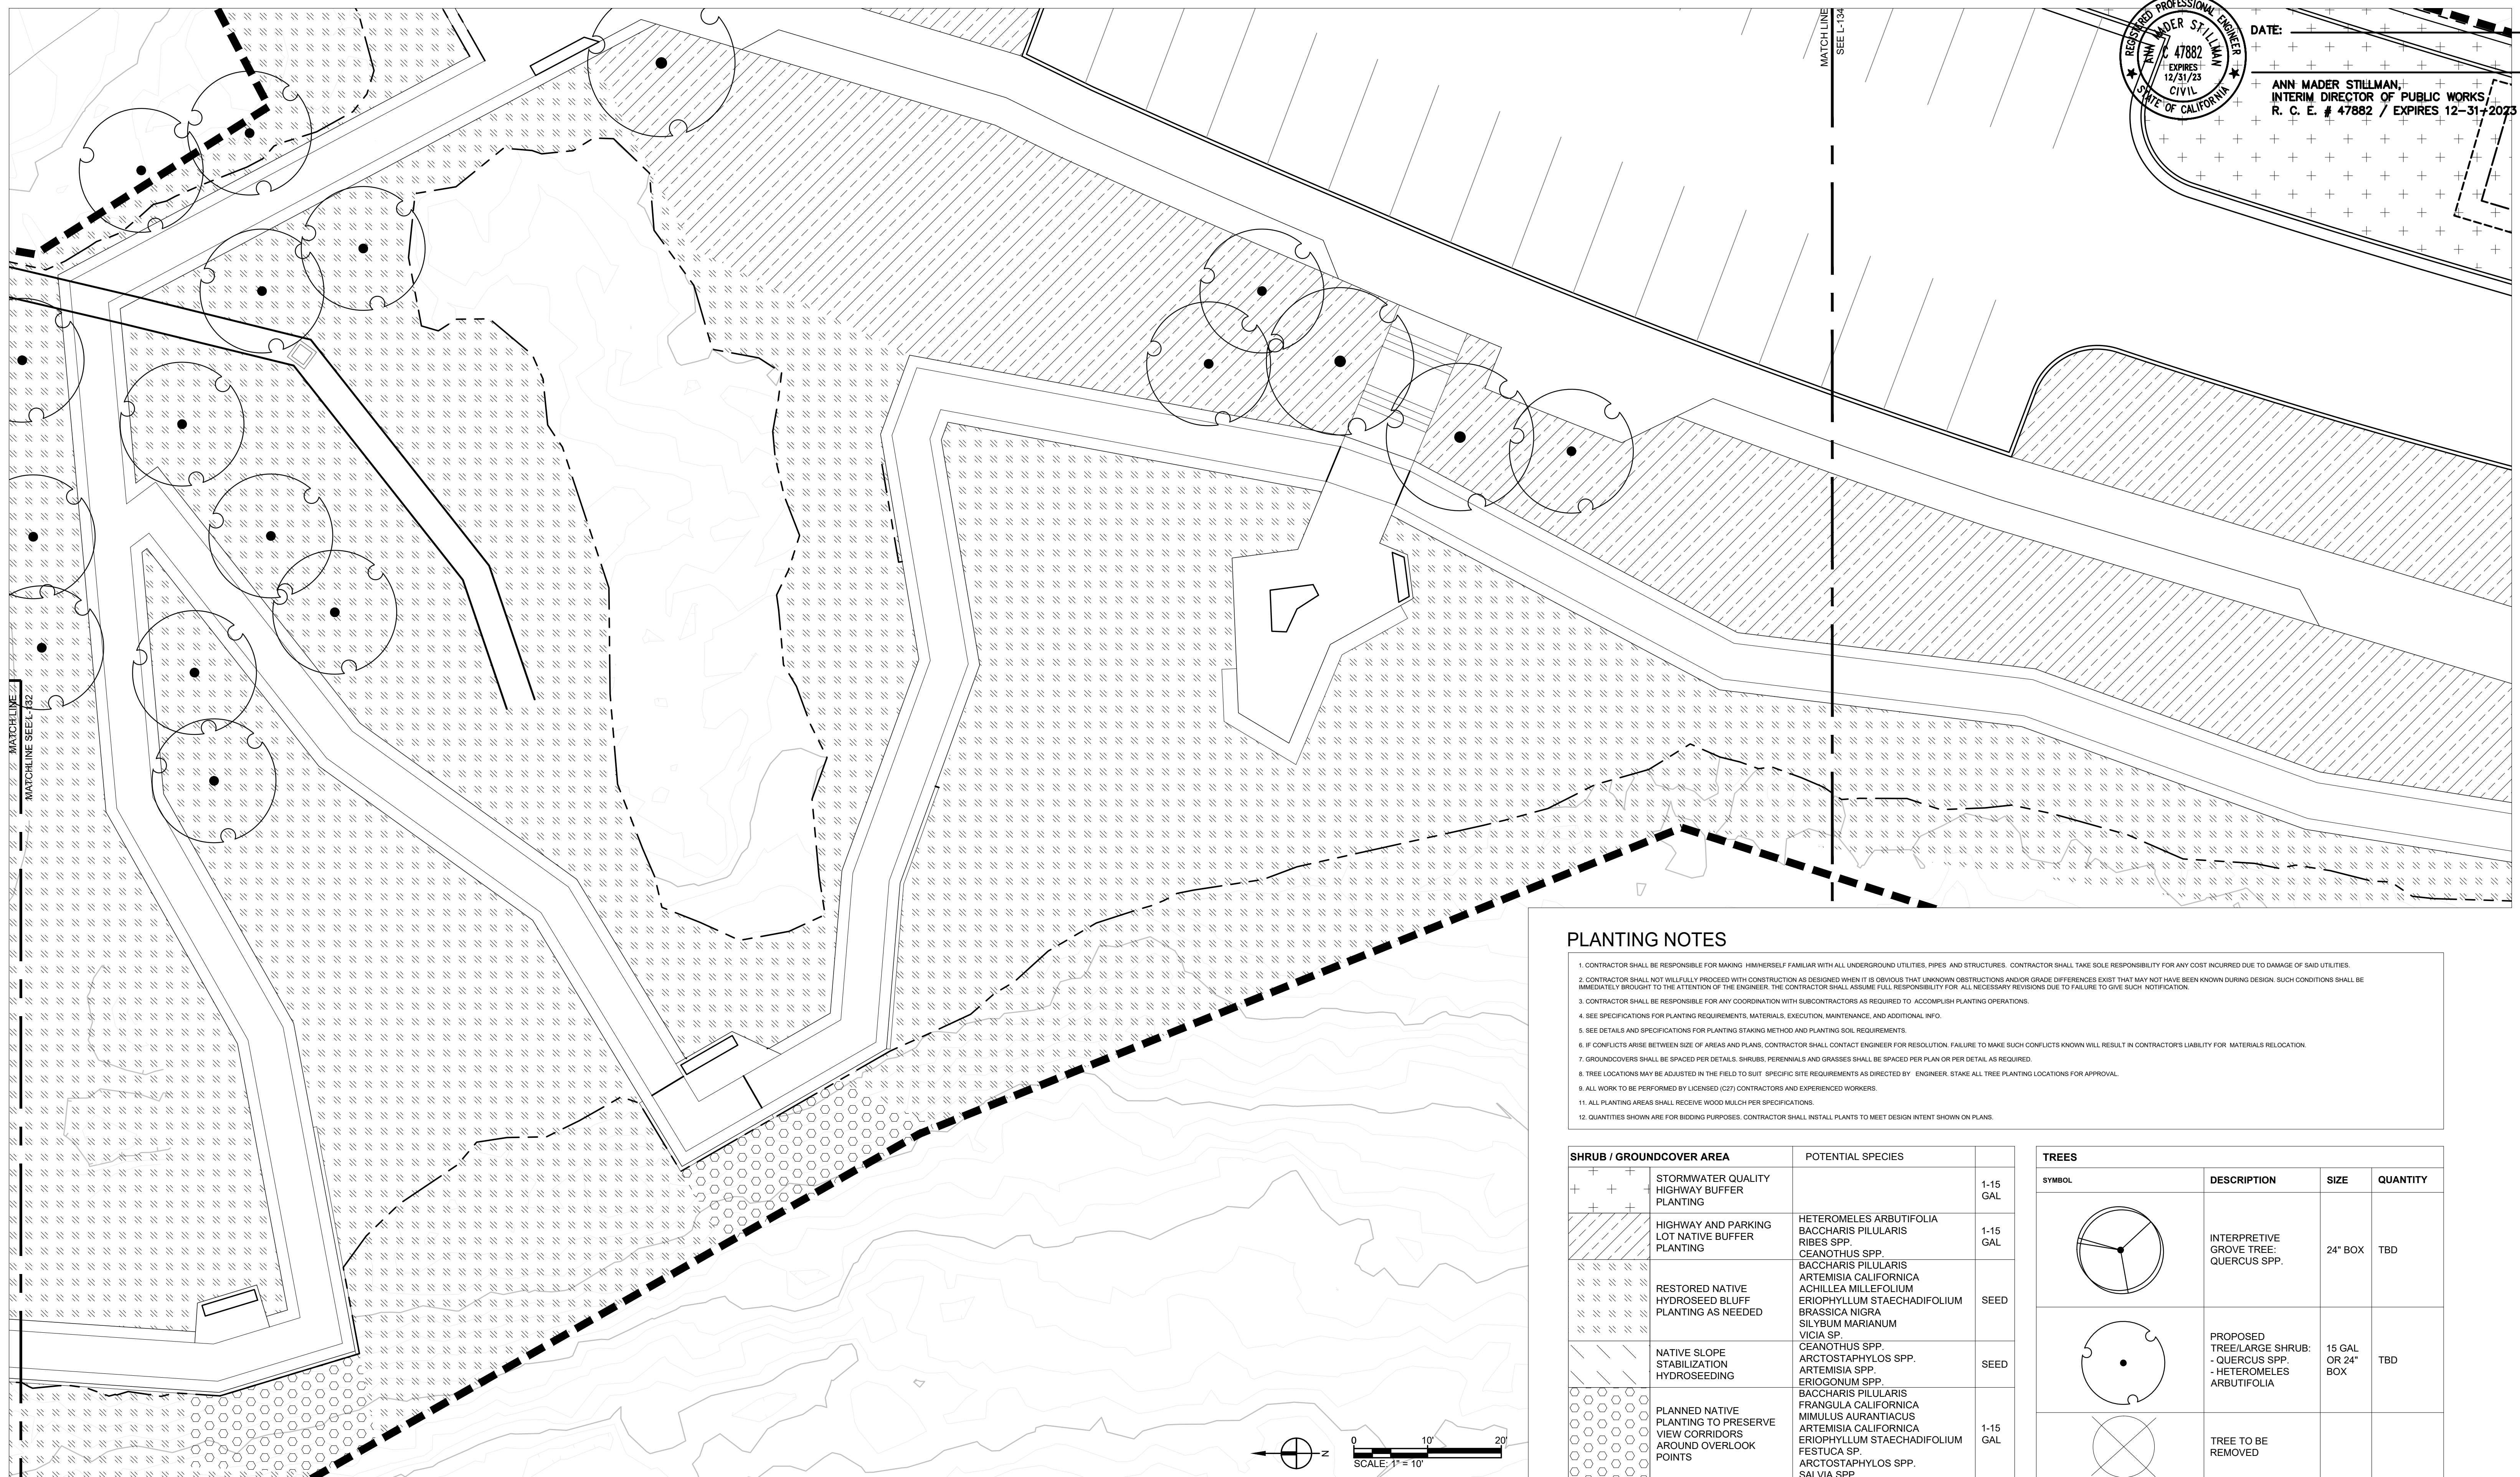 MATCH LINE
SEE L-134
REGISTERED PROFESSIONAL ENGINEER
ANN MADER STILLMAN
C 47882
EXPIRES
12/31/23
CIVIL
STATE OF CALIFORNIA
DATE:
ANN MADER STILLMAN,
INTERIM DIRECTOR OF PUBLIC WORKS
R. C. E. # 47882 / EXPIRES 12-31-2023
MATCH LINE
MATCHLINE SEE L-132
PLANTING NOTES
1. CONTRACTOR SHALL BE RESPONSIBLE FOR MAKING HIM/HERSELF FAMILIAR WITH ALL UNDERGROUND UTILITIES, PIPES AND STRUCTURES. CONTRACTOR SHALL TAKE SOLE RESPONSIBILITY FOR ANY COST INCURRED DUE TO DAMAGE OF SAID UTILITIES.
2. CONTRACTOR SHALL NOT WILLFULLY PROCEED WITH CONSTRUCTION AS DESIGNED WHEN IT IS OBVIOUS THAT UNKNOWN OBSTRUCTIONS AND/OR GRADE DIFFERENCES EXIST THAT MAY NOT HAVE BEEN KNOWN DURING DESIGN. SUCH CONDITIONS SHALL BE
IMMEDIATELY BROUGHT TO THE ATTENTION OF THE ENGINEER. THE CONTRACTOR SHALL ASSUME FULL RESPONSIBILITY FOR ALL NECESSARY REVISIONS DUE TO FAILURE TO GIVE SUCH NOTIFICATION.
3. CONTRACTOR SHALL BE RESPONSIBLE FOR ANY COORDINATION WITH SUBCONTRACTORS AS REQUIRED TO ACCOMPLISH PLANTING OPERATIONS.
4. SEE SPECIFICATIONS FOR PLANTING REQUIREMENTS, MATERIALS, EXECUTION, MAINTENANCE, AND ADDITIONAL INFO.
5. SEE DETAILS AND SPECIFICATIONS FOR PLANTING STAKING METHOD AND PLANTING SOIL REQUIREMENTS.
6. IF CONFLICTS ARISE BETWEEN SIZE OF AREAS AND PLANS, CONTRACTOR SHALL CONTACT ENGINEER FOR RESOLUTION. FAILURE TO MAKE SUCH CONFLICTS KNOWN WILL RESULT IN CONTRACTOR'S LIABILITY FOR MATERIALS RELOCATION.
7. GROUNDCOVERS SHALL BE SPACED PER DETAILS. SHRUBS, PERENNIALS AND GRASSES SHALL BE SPACED PER PLAN OR PER DETAIL AS REQUIRED.
8. TREE LOCATIONS MAY BE ADJUSTED IN THE FIELD TO SUIT SPECIFIC SITE REQUIREMENTS AS DIRECTED BY ENGINEER. STAKE ALL TREE PLANTING LOCATIONS FOR APPROVAL.
9. ALL WORK TO BE PERFORMED BY LICENSED (C27) CONTRACTORS AND EXPERIENCED WORKERS.
11. ALL PLANTING AREAS SHALL RECEIVE WOOD MULCH PER SPECIFICATIONS.
12. QUANTITIES SHOWN ARE FOR BIDDING PURPOSES. CONTRACTOR SHALL INSTALL PLANTS TO MEET DESIGN INTENT SHOWN ON PLANS.
SHRUB / GROUNDCOVER AREA
POTENTIAL SPECIES
STORMWATER QUALITY
HIGHWAY BUFFER
PLANTING
1-15
GAL
HIGHWAY AND PARKING
LOT NATIVE BUFFER
PLANTING
HETEROMELES ARBUTIFOLIA
BACCHARIS PILULARIS
RIBES SPP.
CEANOTHUS SPP.
1-15
GAL
RESTORED NATIVE
HYDROSEED BLUFF
PLANTING AS NEEDED
BACCHARIS PILULARIS
ARTEMISIA CALIFORNICA
ACHILLEA MILLEFOLIUM
ERIOPHYLLUM STAECHADIFOLIUM
BRASSICA NIGRA
SILYBUM MARIANUM
VICIA SP.
SEED
NATIVE SLOPE
STABILIZATION
HYDROSEEDING
CEANOTHUS SPP.
ARCTOSTAPHYLOS SPP.
ARTEMISIA SPP.
ERIOGONUM SPP.
SEED
PLANNED NATIVE
PLANTING TO PRESERVE
VIEW CORRIDORS
AROUND OVERLOOK
POINTS
BACCHARIS PILULARIS
FRANGULA CALIFORNICA
MIMULUS AURANTIACUS
ARTEMISIA CALIFORNICA
ERIOPHYLLUM STAECHADIFOLIUM
FESTUCA SP.
ARCTOSTAPHYLOS SPP.
SALVIA SPP.
1-15
GAL
TREES
SYMBOL
DESCRIPTION
SIZE
QUANTITY
INTERPRETIVE
GROVE TREE:
QUERCUS SPP.
24" BOX
TBD
PROPOSED
TREE/LARGE SHRUB:
- QUERCUS SPP.
- HETEROMELES
ARBUTIFOLIA
15 GAL
OR 24"
BOX
TBD
TREE TO BE
REMOVED
N
0 10' 20'
SCALE: 1" = 10'